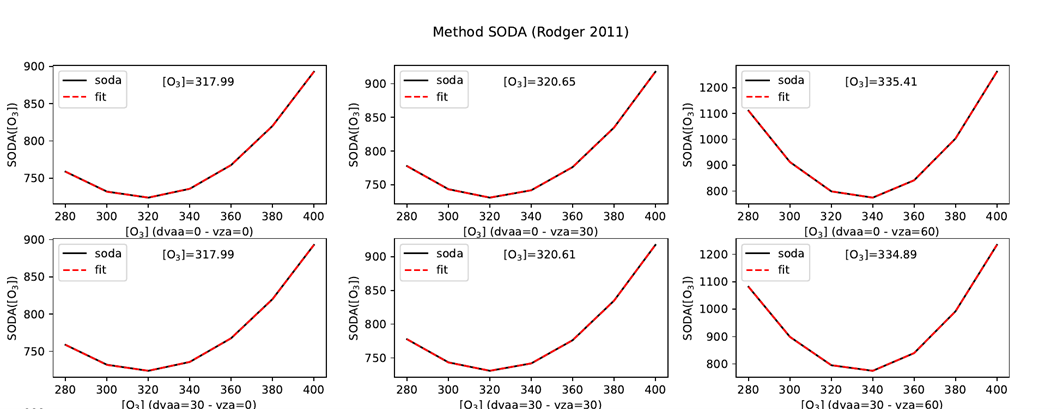 Method SODA (Rodger 2011)
900
850
800
750
SODA([O₃])
soda
fit
[O₃]=317.99
280 300 320 340 360 380 400
[O₃] (dvaa=0 - vza=0)
900
850
800
750
SODA([O₃])
soda
fit
[O₃]=320.65
280 300 320 340 360 380 400
[O₃] (dvaa=0 - vza=30)
1200
1100
1000
900
800
SODA([O₃])
soda
fit
[O₃]=335.41
280 300 320 340 360 380 400
[O₃] (dvaa=0 - vza=60)
900
850
800
750
SODA([O₃])
soda
fit
[O₃]=317.99
280 300 320 340 360 380 400
[O₃] (dvaa=30 - vza=0)
900
850
800
750
SODA([O₃])
soda
fit
[O₃]=320.61
280 300 320 340 360 380 400
[O₃] (dvaa=30 - vza=30)
1200
1100
1000
900
800
SODA([O₃])
soda
fit
[O₃]=334.89
280 300 320 340 360 380 400
[O₃] (dvaa=30 - vza=60)